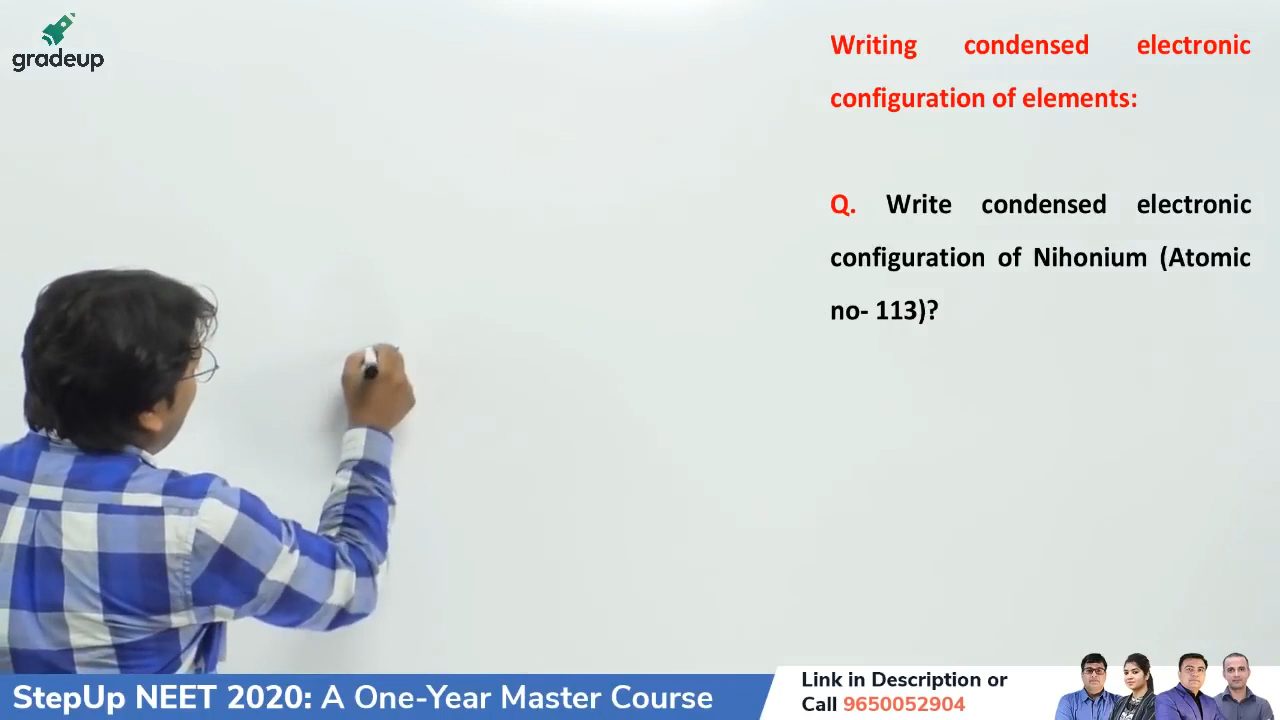 gradeup
Writing condensed electronic
configuration of elements:
Q. Write condensed electronic
configuration of Nihonium (Atomic
no- 113)?
StepUp NEET 2020: A One-Year Master Course
Link in Description or
Call 9650052904